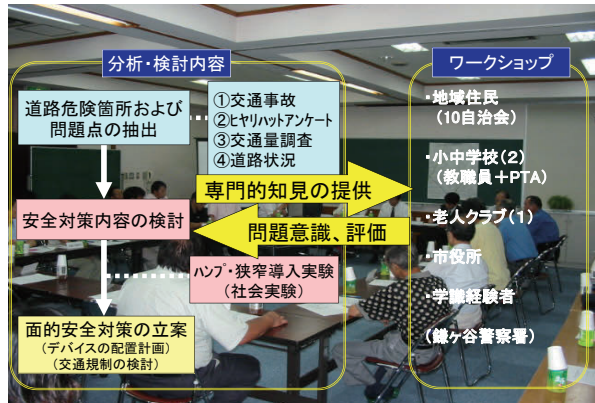 分析・検討内容
道路危険箇所および
問題点の抽出
①交通事故
②ヒヤリハットアンケート
③交通量調査
④道路状況
専門的知見の提供
安全対策内容の検討
問題意識、評価
ハンプ・狭窄導入実験
(社会実験)
面的安全対策の立案
(デバイスの配置計画)
(交通規制の検討)
ワークショップ
・地域住民
(10自治会)
・小中学校(2)
(教職員+PTA)
・老人クラブ(1)
・市役所
・学識経験者
(鎌ヶ谷警察署)